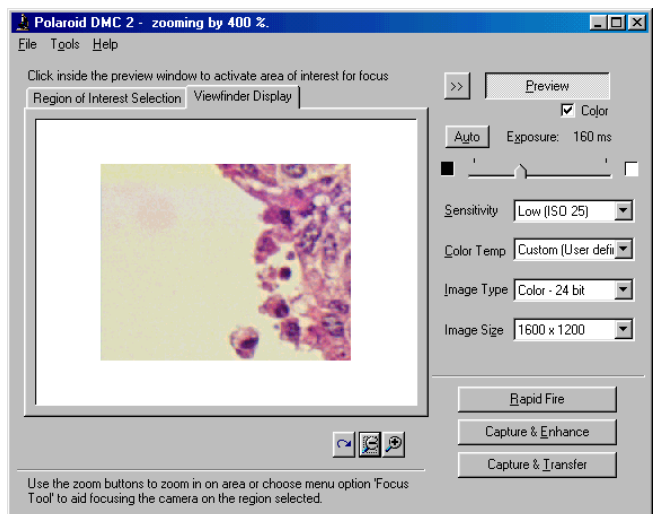 Polaroid DMC 2 - zooming by 400 %.
File Tools Help
Click inside the preview window to activate area of interest for focus
Region of Interest Selection Viewfinder Display
>> Preview
Color
Auto Exposure: 160 ms
Sensitivity Low (ISO 25)
Color Temp Custom (User defin
Image Type Color - 24 bit
Image Size 1600 x 1200
Rapid Fire
Capture & Enhance
Capture & Transfer
Use the zoom buttons to zoom in on area or choose menu option 'Focus
Tool' to aid focusing the camera on the region selected.